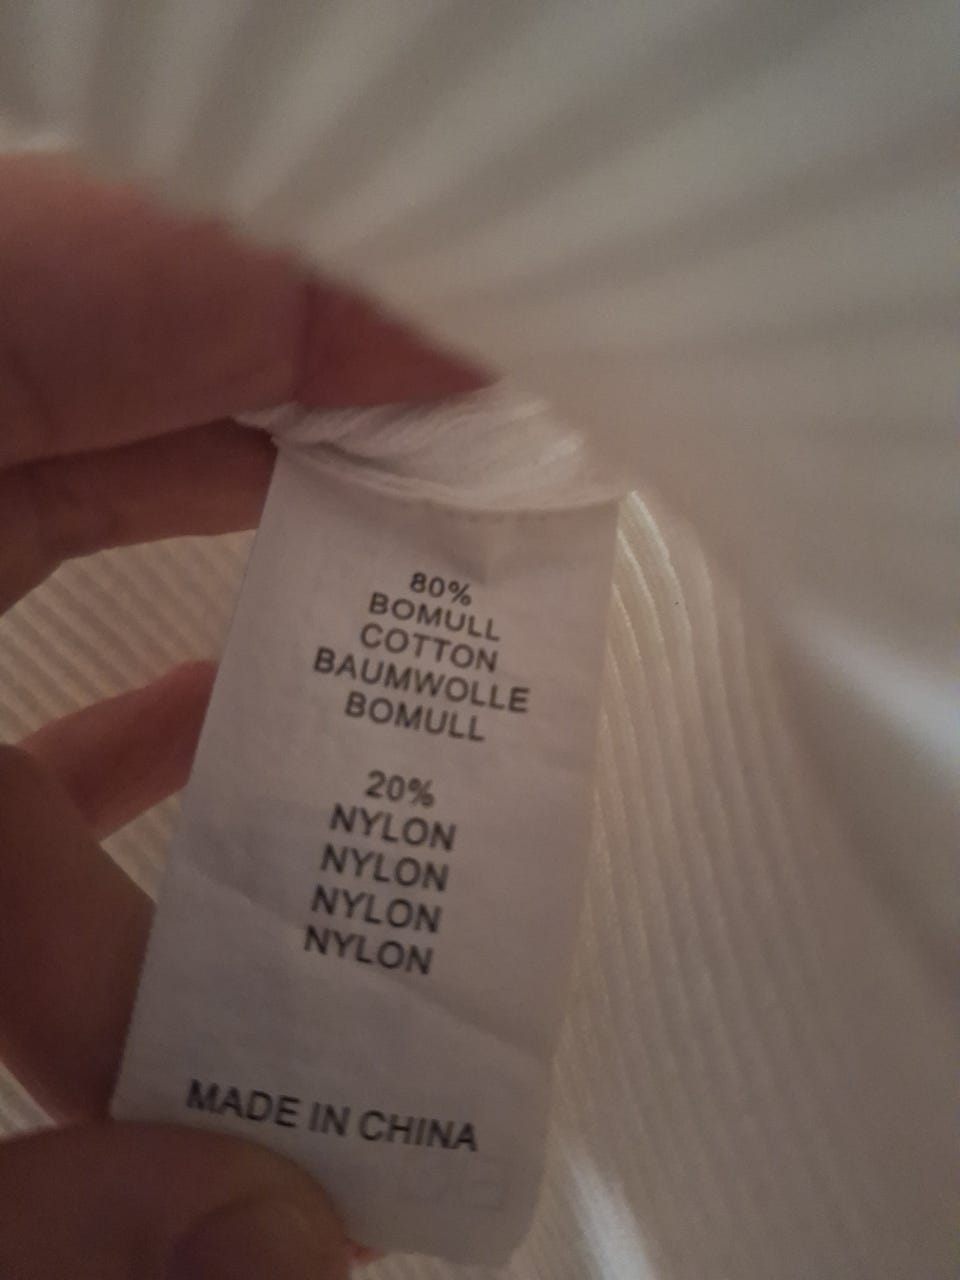 80%
BOMULL
COTTON
BAUMWOLLE
BOMULL
20%
NYLON
NYLON
NYLON
NYLON
MADE IN CHINA